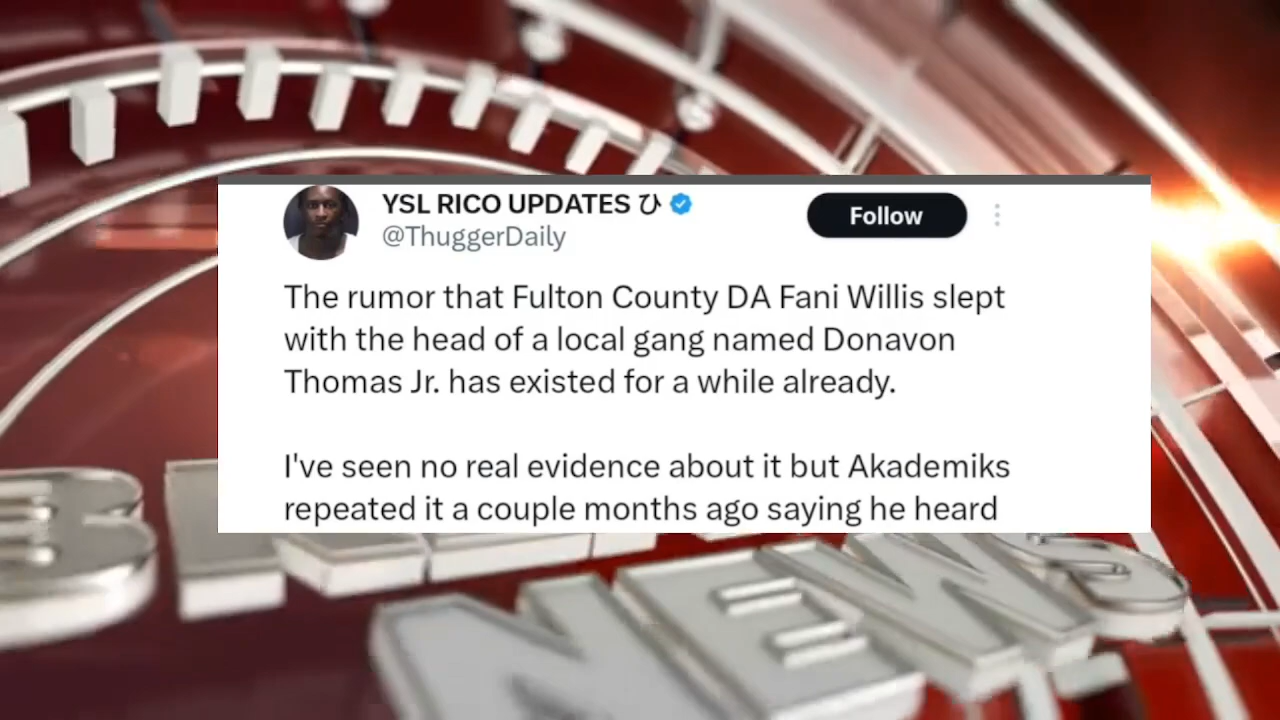 YSL RICO UPDATES ひ
@ThuggerDaily
Follow
The rumor that Fulton County DA Fani Willis slept
with the head of a local gang named Donavon
Thomas Jr. has existed for a while already.
I've seen no real evidence about it but Akademiks
repeated it a couple months ago saying he heard
NEWS